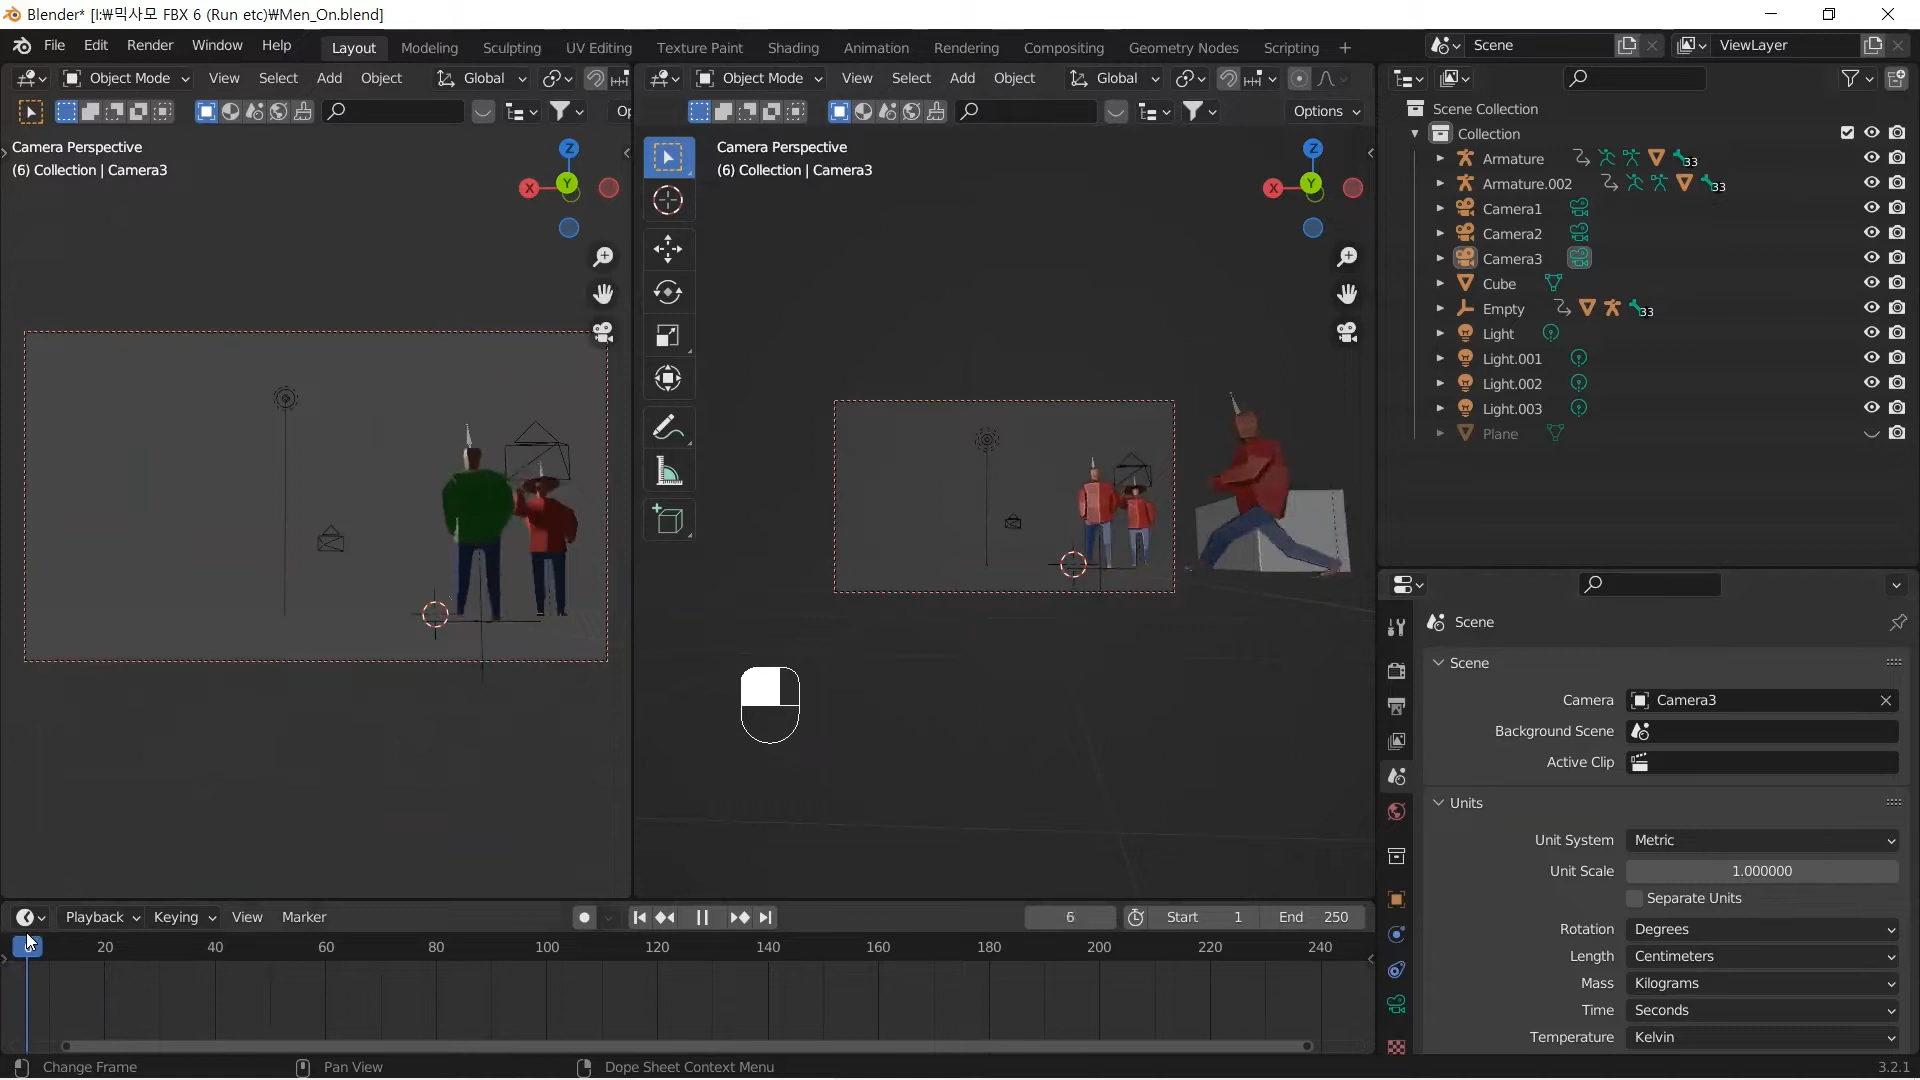 Blender* [I:₩믹사모 FBX 6 (Run etc)₩Men_On.blend]
File Edit Render Window Help Layout Modeling Sculpting UV Editing Texture Paint Shading Animation Rendering Compositing Geometry Nodes Scripting + Scene ViewLayer
Object Mode View Select Add Object Global Object Mode View Select Add Object Global
Op Options
Camera Perspective
(6) Collection | Camera3
Z
X
Y
Camera Perspective
(6) Collection | Camera3
Z
X
Y
Scene Collection
Collection
Armature 33
Armature.002 33
Camera1
Camera2
Camera3
Cube
Empty 33
Light
Light.001
Light.002
Light.003
Plane
Scene
Scene
Camera Camera3
Background Scene
Active Clip
Units
Unit System Metric
Unit Scale 1.000000
Separate Units
Rotation Degrees
Length Centimeters
Mass Kilograms
Time Seconds
Temperature Kelvin
Playback Keying View Marker 6 Start 1 End 250
20 40 60 80 100 120 140 160 180 200 220 240
Change Frame Pan View Dope Sheet Context Menu 3.2.1